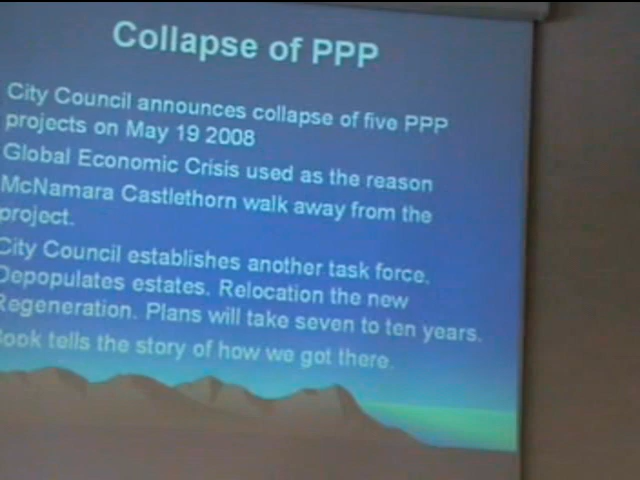 Collapse of PPP
City Council announces collapse of five PPP
projects on May 19 2008
Global Economic Crisis used as the reason
McNamara Castlethorn walk away from the
project.
City Council establishes another task force.
Depopulates estates. Relocation the new
Regeneration. Plans will take seven to ten years.
Book tells the story of how we got there.